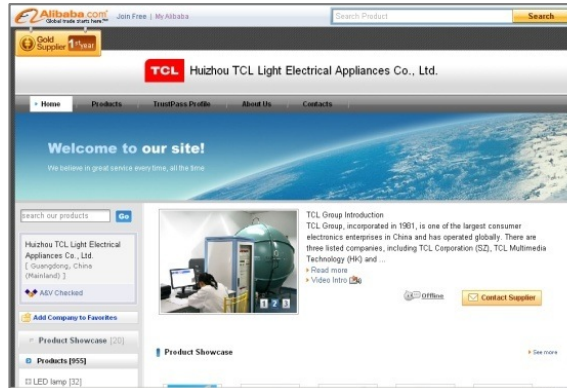 Alibaba.com
Global trade starts here.™
Join Free | My Alibaba
Search Product
Search
Gold Supplier 1st year
TCL Huizhou TCL Light Electrical Appliances Co., Ltd.
Home Products TrustPass Profile About Us Contacts
Welcome to our site!
We believe in great service everytime, all the time
search our products Go
Huizhou TCL Light Electrical
Appliances Co., Ltd.
[ Guangdong, China
(Mainland) ]
A&V Checked
Add Company to Favorites
Product Showcase [20]
Products [955]
LED lamp [32]
1 2 3
TCL Group Introduction
TCL Group, incorporated in 1981, is one of the largest consumer
electronics enterprises in China and has operated globally. There are
three listed companies, including TCL Corporation (SZ), TCL Multimedia
Technology (HK) and ...
Read more
Video Intro
Offline
Contact Supplier
Product Showcase
See more